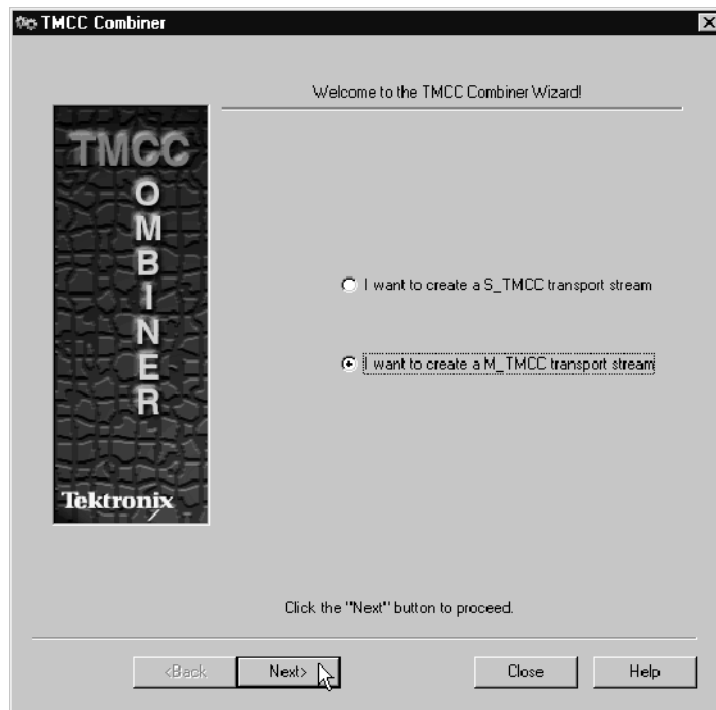 TMCC Combiner
Welcome to the TMCC Combiner Wizard!
TMCC
O
M
B
I
N
E
R
Tektronix
I want to create a S_TMCC transport stream
I want to create a M_TMCC transport stream
Click the "Next" button to proceed.
<Back
Next>
Close
Help